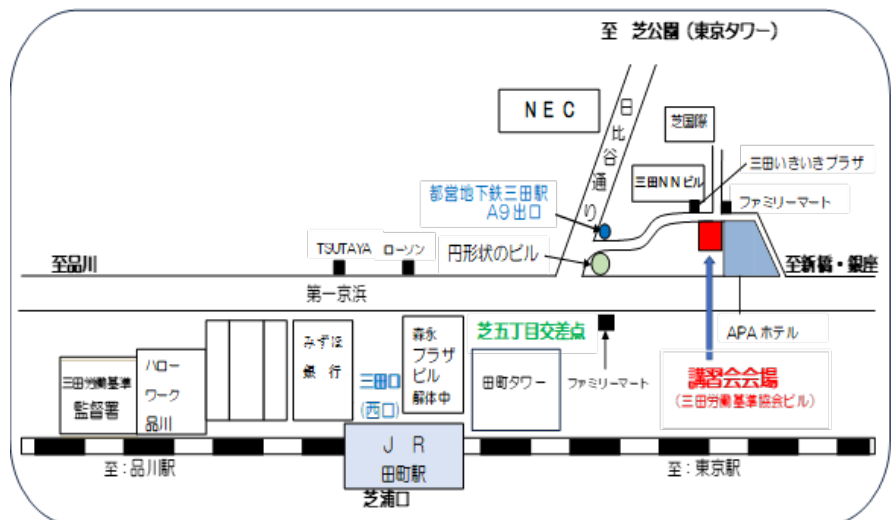 至 芝公園（東京タワー）
NEC
日比谷通り
芝国際
三田いきいきプラザ
三田NNビル
ファミリーマート
都営地下鉄三田駅
A9出口
TSUTAYA
ローソン
円形状のビル
至品川
至新橋・銀座
第一京浜
芝五丁目交差点
APAホテル
三田労働基準
監督署
ハロー
ワーク
品川
みずほ
銀行
三田口
(西口)
森永
プラザ
ビル
解体中
田町タワー
ファミリーマート
講習会会場
(三田労働基準協会ビル)
JR
田町駅
至：品川駅
至：東京駅
芝浦口